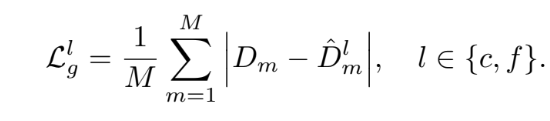 $\mathcal{L}_g^l = \frac{1}{M} \sum_{m=1}^{M} \left| D_m - \hat{D}_m^l \right|, \quad l \in \{c, f\}.$